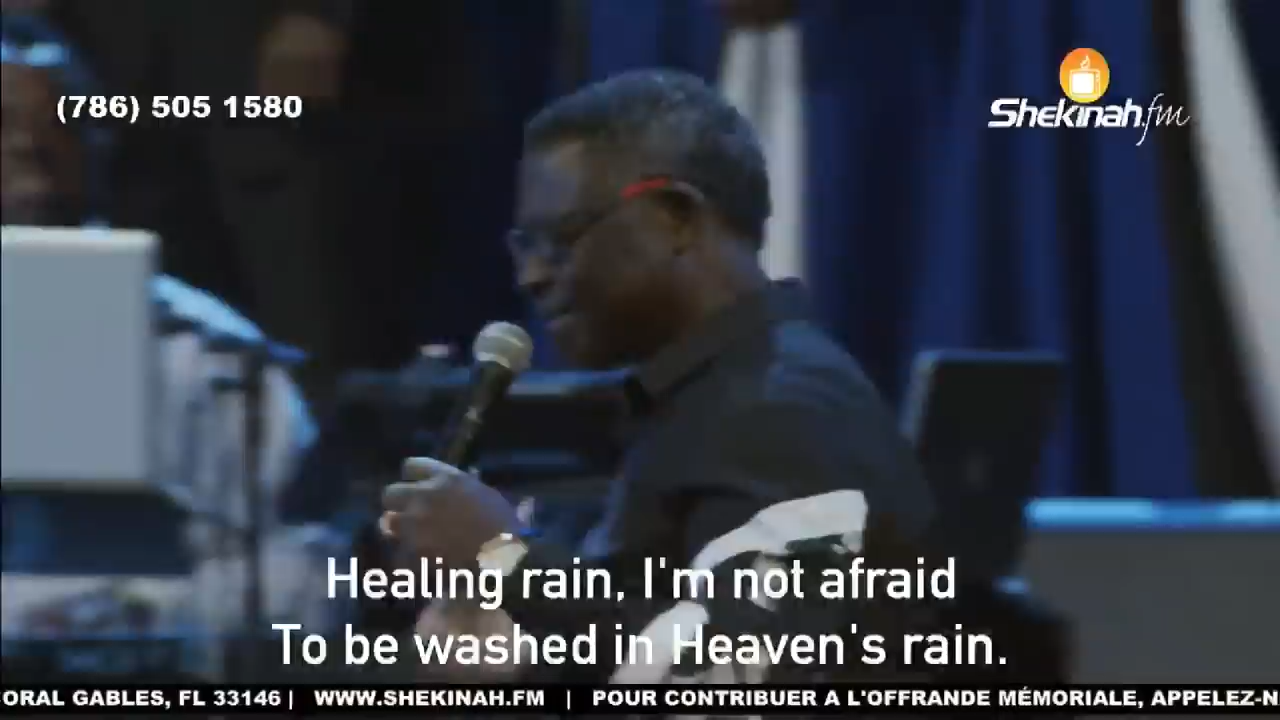 (786) 505 1580
Shekinah.fm
Healing rain, I'm not afraid
To be washed in Heaven's rain.
ORAL GABLES, FL 33146 | WWW.SHEKINAH.FM | POUR CONTRIBUER A L'OFFRANDE MÉMORIALE, APPELEZ-N